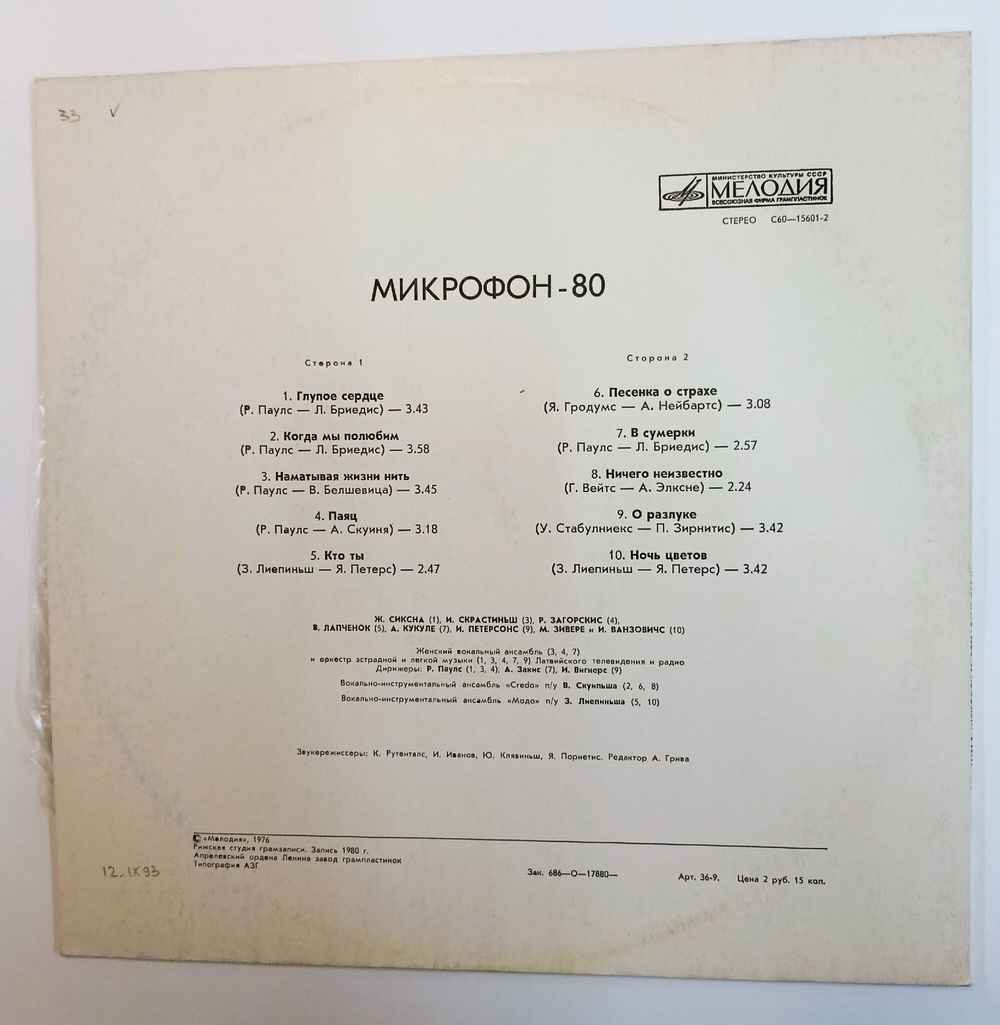 33 V
МИНИСТЕРСТВО КУЛЬТУРЫ СССР
МЕЛОДИЯ
ВСЕСОЮЗНАЯ ФИРМА ГРАМПЛАСТИНОК
СТЕРЕО С60—15601-2
МИКРОФОН-80
Сторона 1
1. Глупое сердце
(Р. Паулс — Л. Бриедис) — 3.43
2. Когда мы полюбим
(Р. Паулс — Л. Бриедис) — 3.58
3. Наматывая жизни нить
(Р. Паулс — В. Белшевица) — 3.45
4. Паяц
(Р. Паулс — А. Скуиня) — 3.18
5. Кто ты
(З. Лиепиньш — Я. Петерс) — 2.47
Сторона 2
6. Песенка о страхе
(Я. Гродумс — А. Нейбартс) — 3.08
7. В сумерки
(Р. Паулс — Л. Бриедис) — 2.57
8. Ничего неизвестно
(Г. Вейтс — А. Элксне) — 2.24
9. О разлуке
(У. Стабулниекс — П. Зирнитис) — 3.42
10. Ночь цветов
(З. Лиепиньш — Я. Петерс) — 3.42
Ж. СИКСНА (1), И. СКРАСТИНЬШ (3), Р. ЗАГОРСКИС (4),
В. ЛАПЧЕНОК (5), А. КУКУЛЕ (7), И. ПЕТЕРСОНС (9), М. ЗИВЕРЕ и И. ВАНЗОВИЧС (10)
Женский вокальный ансамбль (3, 4, 7)
и оркестр эстрадной и легкой музыки (1, 3, 4, 7, 9) Латвийского телевидения и радио
Дирижеры: Р. Паулс (1, 3, 4), А. Закис (7), И. Вигнерс (9)
Вокально-инструментальный ансамбль «Credo» п/у В. Скуиньша (2, 6, 8)
Вокально-инструментальный ансамбль «Модо» п/у З. Лиепиньша (5, 10)
Звукорежиссеры: К. Рутенталс, И. Иванов, Ю. Клявиньш, Я. Пориетис. Редактор А. Грива
© «Мелодия», 1976
Рижская студия грамзаписи. Запись 1980 г.
Апрелевский ордена Ленина завод грампластинок
Типография АЗГ
Зак. 686—О—17880— Арт. 36-9. Цена 2 руб. 15 коп.
12.IX93